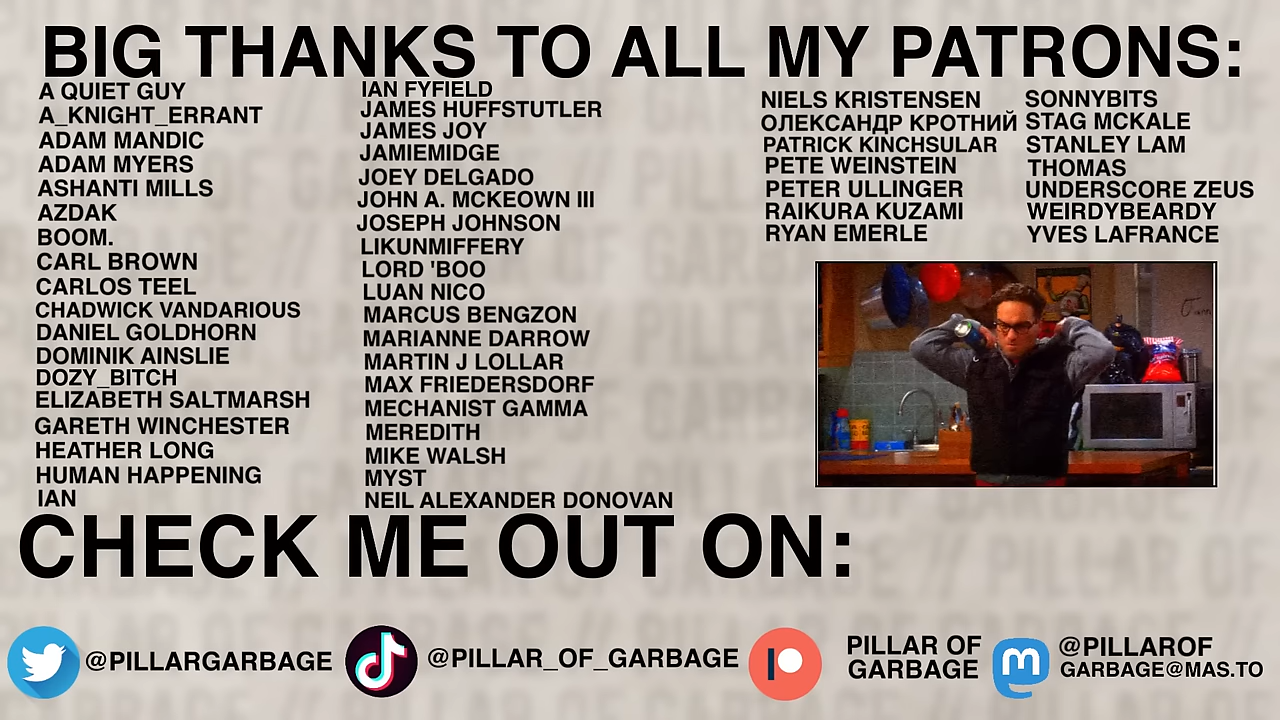 BIG THANKS TO ALL MY PATRONS:
A QUIET GUY
A_KNIGHT_ERRANT
ADAM MANDIC
ADAM MYERS
ASHANTI MILLS
AZDAK
BOOM.
CARL BROWN
CARLOS TEEL
CHADWICK VANDARIOUS
DANIEL GOLDHORN
DOMINIK AINSLIE
DOZY_BITCH
ELIZABETH SALTMARSH
GARETH WINCHESTER
HEATHER LONG
HUMAN HAPPENING
IAN
IAN FYFIELD
JAMES HUFFSTUTLER
JAMES JOY
JAMIEMIDGE
JOEY DELGADO
JOHN A. MCKEOWN III
JOSEPH JOHNSON
LIKUNMIFFERY
LORD 'BOO
LUAN NICO
MARCUS BENGZON
MARIANNE DARROW
MARTIN J LOLLAR
MAX FRIEDERSDORF
MECHANIST GAMMA
MEREDITH
MIKE WALSH
MYST
NEIL ALEXANDER DONOVAN
NIELS KRISTENSEN
ОЛЕКСАНДР КРОТНИЙ
PATRICK KINCHSULAR
PETE WEINSTEIN
PETER ULLINGER
RAIKURA KUZAMI
RYAN EMERLE
SONNYBITS
STAG MCKALE
STANLEY LAM
THOMAS
UNDERSCORE ZEUS
WEIRDYBEARDY
YVES LAFRANCE
CHECK ME OUT ON:
@PILLARGARBAGE
@PILLAR_OF_GARBAGE
PILLAR OF
GARBAGE
@PILLAROF
GARBAGE@MAS.TO